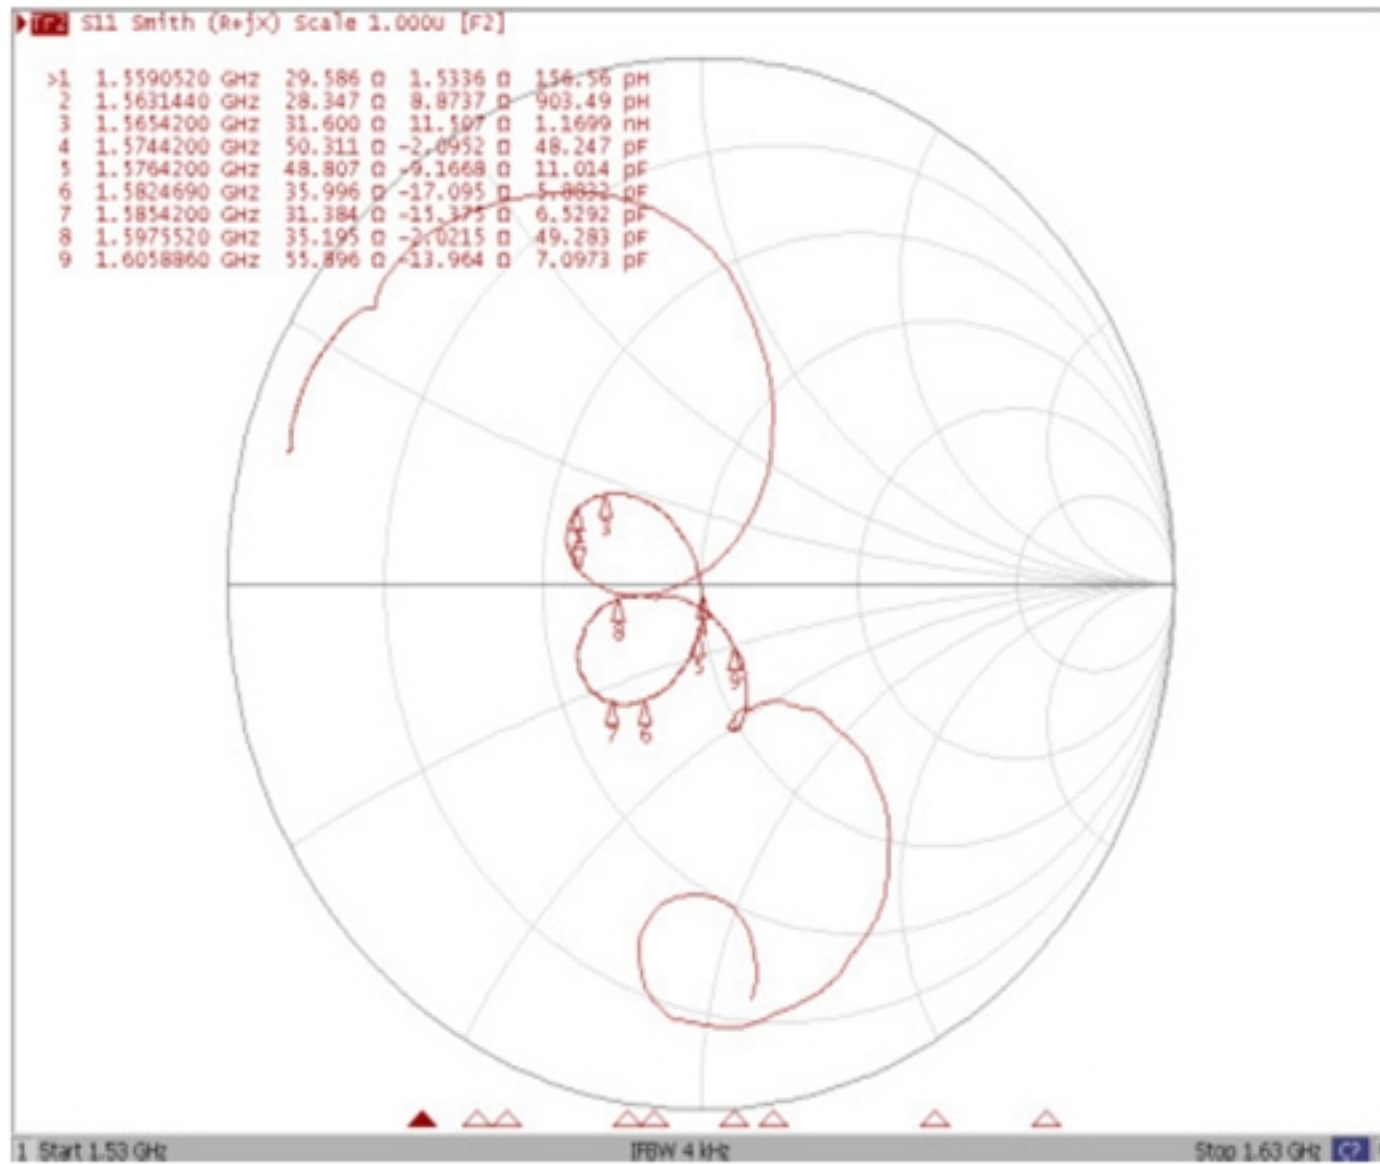 Tr2 S11 Smith (R+jX) Scale 1.000U [F2]
>1 1.5590520 GHz 29.586 Ω 1.5336 Ω 156.56 pH
2 1.5631440 GHz 28.347 Ω 8.8737 Ω 903.49 pH
3 1.5654200 GHz 31.600 Ω 11.507 Ω 1.1699 nH
4 1.5744200 GHz 50.311 Ω -2.0952 Ω 48.247 pF
5 1.5764200 GHz 48.807 Ω -9.1668 Ω 11.014 pF
6 1.5824690 GHz 35.996 Ω -17.095 Ω 5.8832 pF
7 1.5854200 GHz 31.384 Ω -15.375 Ω 6.5292 pF
8 1.5975520 GHz 35.195 Ω -2.0215 Ω 49.283 pF
9 1.6058860 GHz 55.896 Ω -13.964 Ω 7.0973 pF
3
8
5
9
7 6
1 Start 1.53 GHz IFBW 4 kHz Stop 1.63 GHz C?